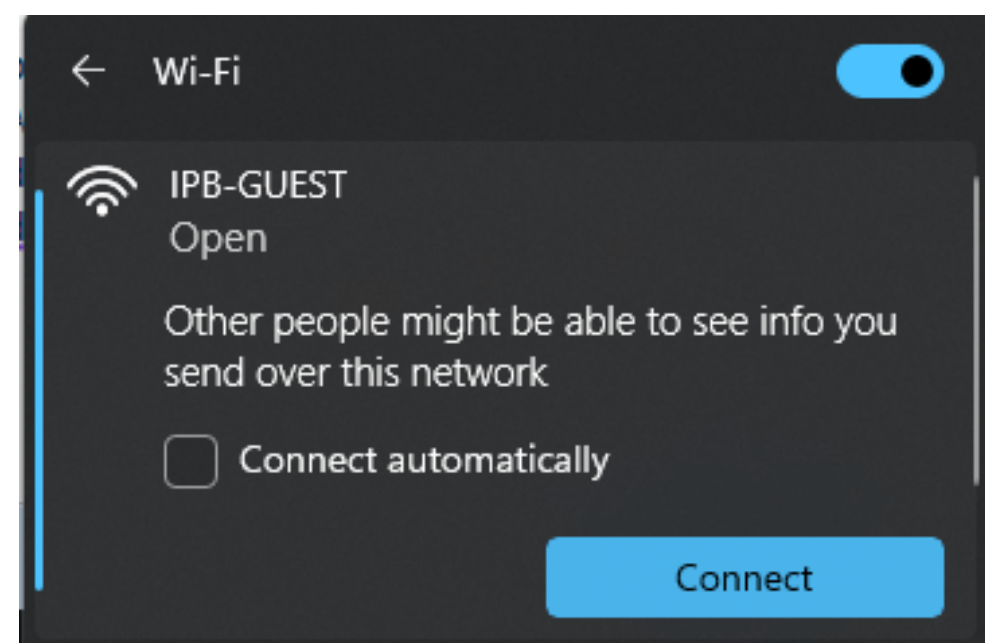 Wi-Fi
IPB-GUEST
Open
Other people might be able to see info you
send over this network
Connect automatically
Connect